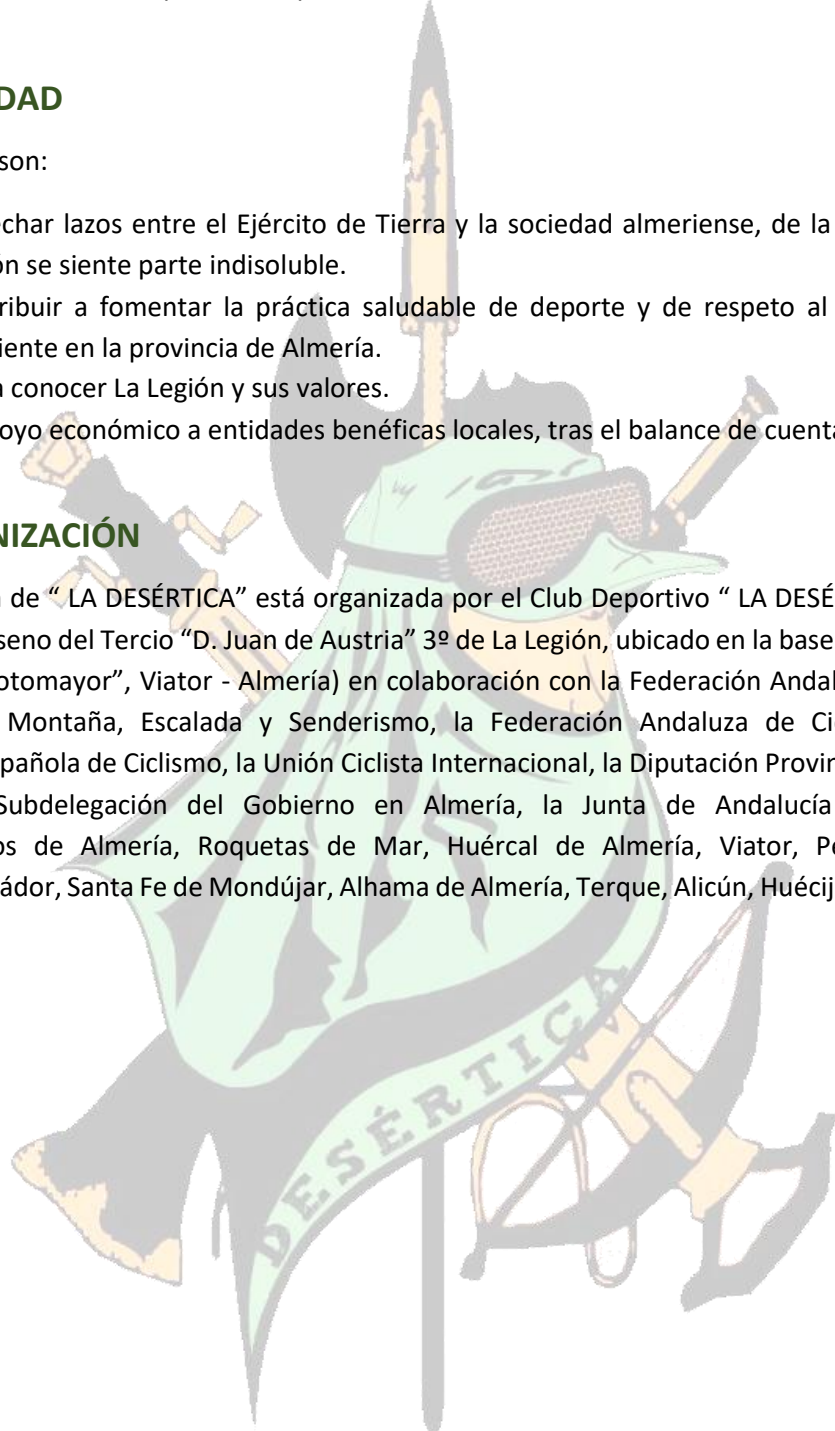 DAD
son:
char lazos entre el Ejército de Tierra y la sociedad almeriense, de la
ón se siente parte indisoluble.
ribuir a fomentar la práctica saludable de deporte y de respeto al
iente en la provincia de Almería.
a conocer La Legión y sus valores.
oyo económico a entidades benéficas locales, tras el balance de cuenta
NIZACIÓN
de “ LA DESÉRTICA” está organizada por el Club Deportivo “ LA DESÉ
seno del Tercio “D. Juan de Austria” 3º de La Legión, ubicado en la base
otomayor”, Viator - Almería) en colaboración con la Federación Andal
Montaña, Escalada y Senderismo, la Federación Andaluza de Ci
pañola de Ciclismo, la Unión Ciclista Internacional, la Diputación Provin
Subdelegación del Gobierno en Almería, la Junta de Andalucía
os de Almería, Roquetas de Mar, Huércal de Almería, Viator, Pe
ádor, Santa Fe de Mondújar, Alhama de Almería, Terque, Alicún, Huécij
DESÉRTICA